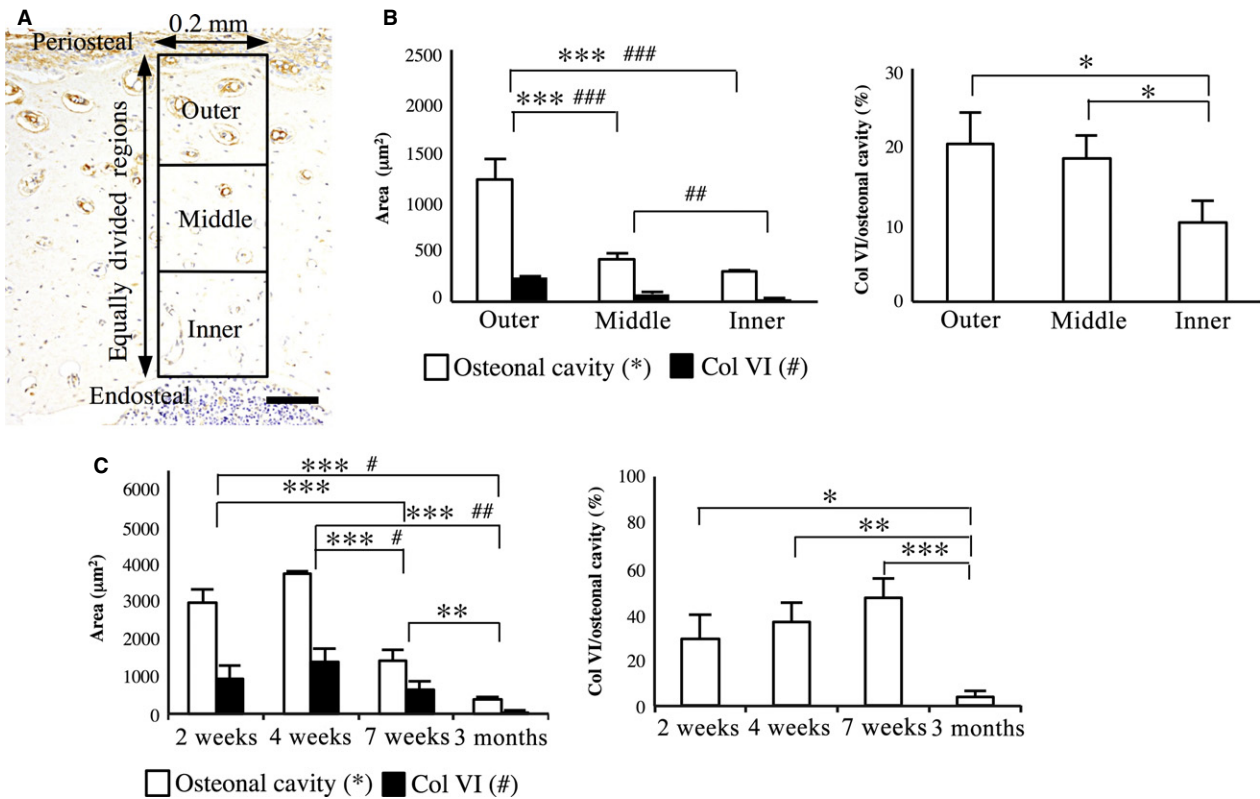 A
0.2 mm
Periosteal
Equally divided regions
Outer
Middle
Inner
Endosteal
B
Area (μm²)
2500
2000
1500
1000
500
0
*** ###
*** ###
##
Outer Middle Inner
Osteonal cavity (*) Col VI (#)
Col VI/osteonal cavity (%)
30
20
10
0
*
*
Outer Middle Inner
C
Area (μm²)
6000
5000
4000
3000
2000
1000
0
*** #
***
*** ##
*** #
**
2 weeks 4 weeks 7 weeks 3 months
Osteonal cavity (*) Col VI (#)
Col VI/osteonal cavity (%)
100
80
60
40
20
0
*
**
***
2 weeks 4 weeks 7 weeks 3 months